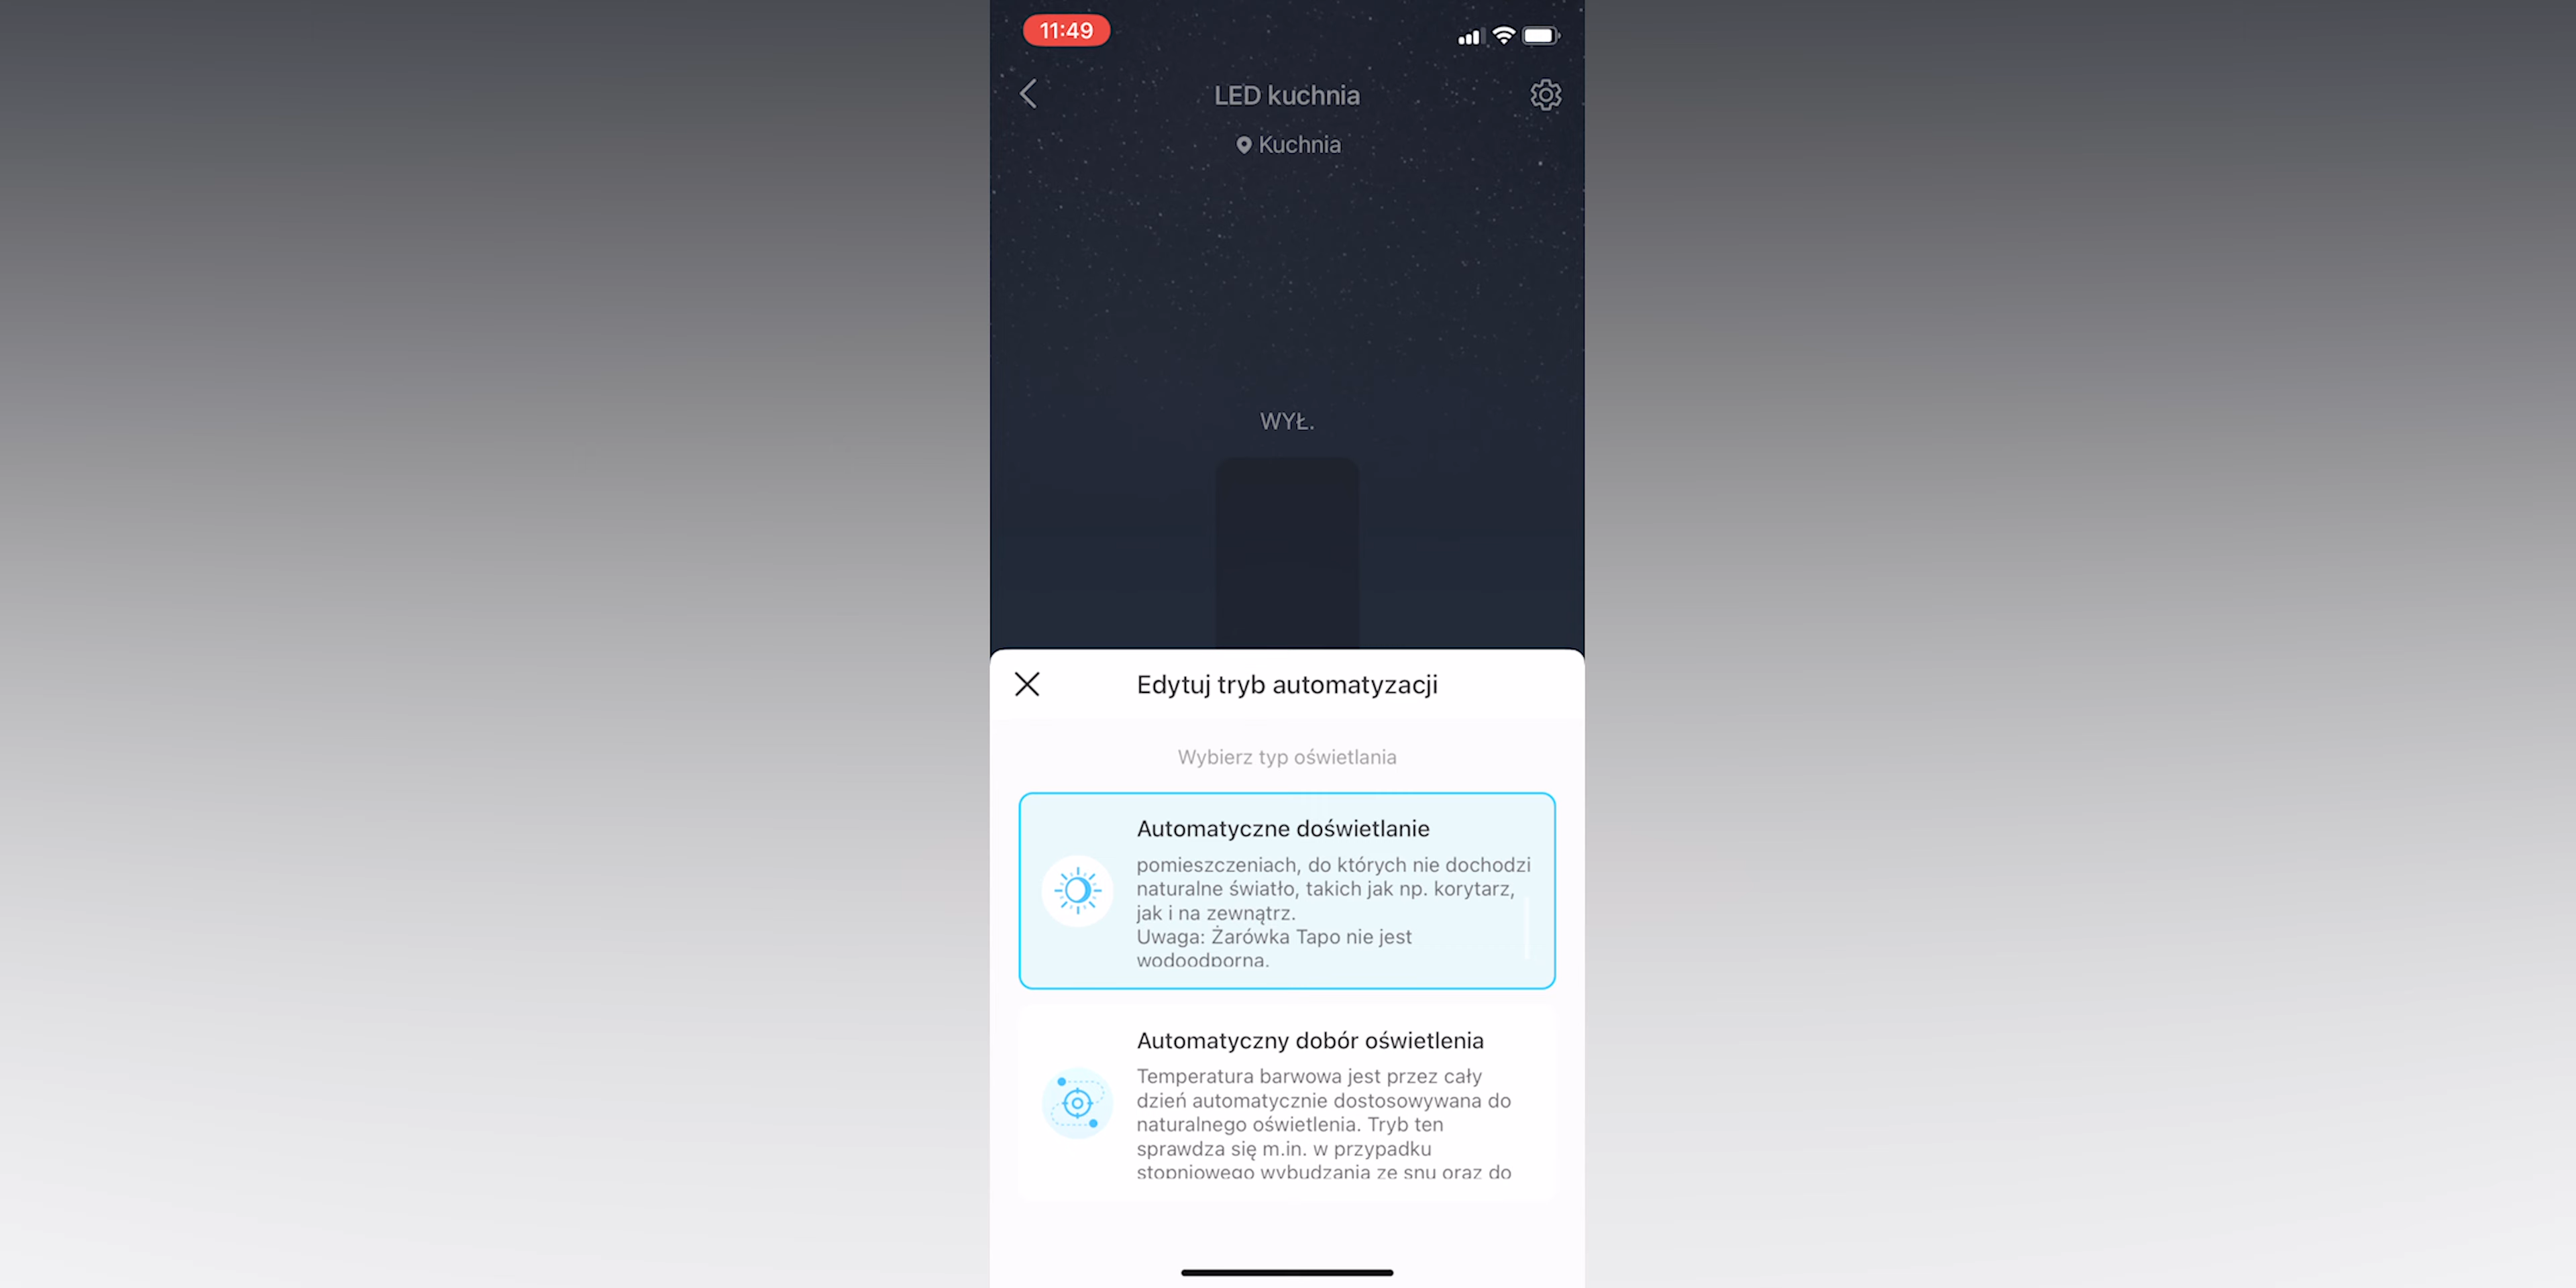 11:49
LED kuchnia
Kuchnia
WYŁ.
Edytuj tryb automatyzacji
Wybierz typ oświetlania
Automatyczne doświetlanie
pomieszczeniach, do których nie dochodzi
naturalne światło, takich jak np. korytarz,
jak i na zewnątrz.
Uwaga: Żarówka Tapo nie jest
wodoodporna.
Automatyczny dobór oświetlenia
Temperatura barwowa jest przez cały
dzień automatycznie dostosowywana do
naturalnego oświetlenia. Tryb ten
sprawdza się m.in. w przypadku
stopniowego wybudzania ze snu oraz do